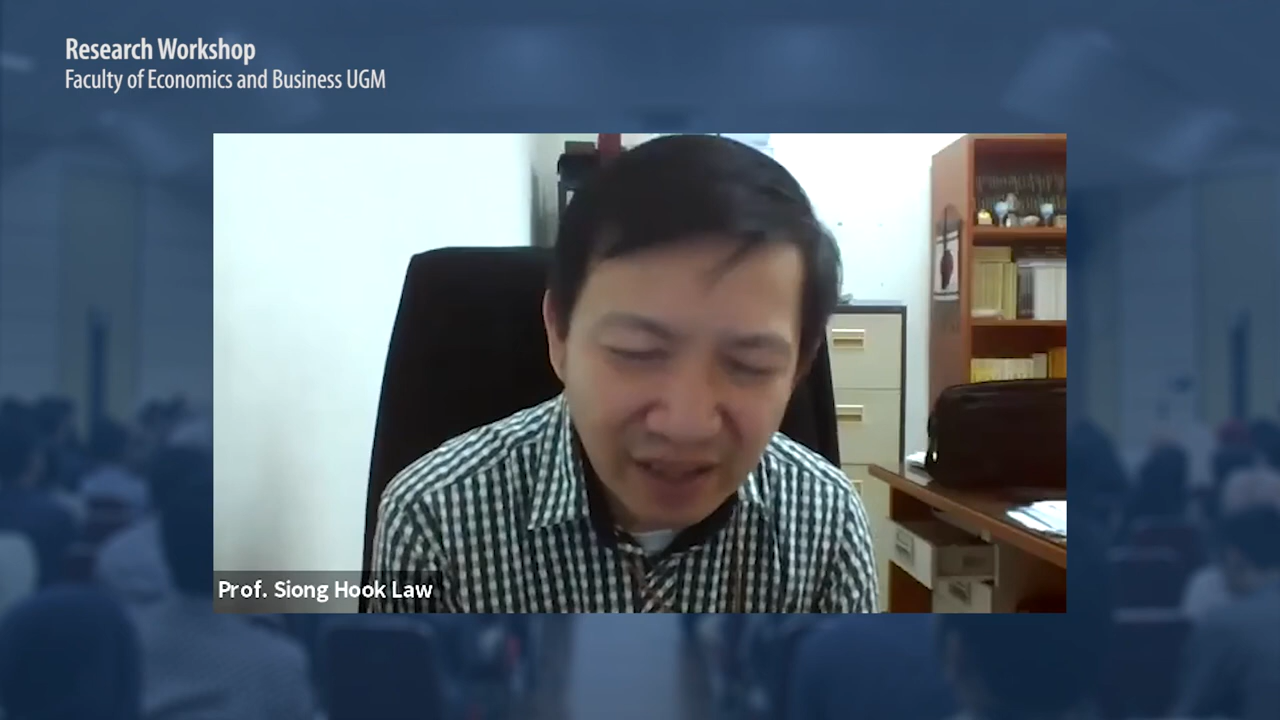 Research Workshop
Faculty of Economics and Business UGM
Prof. Siong Hook Law